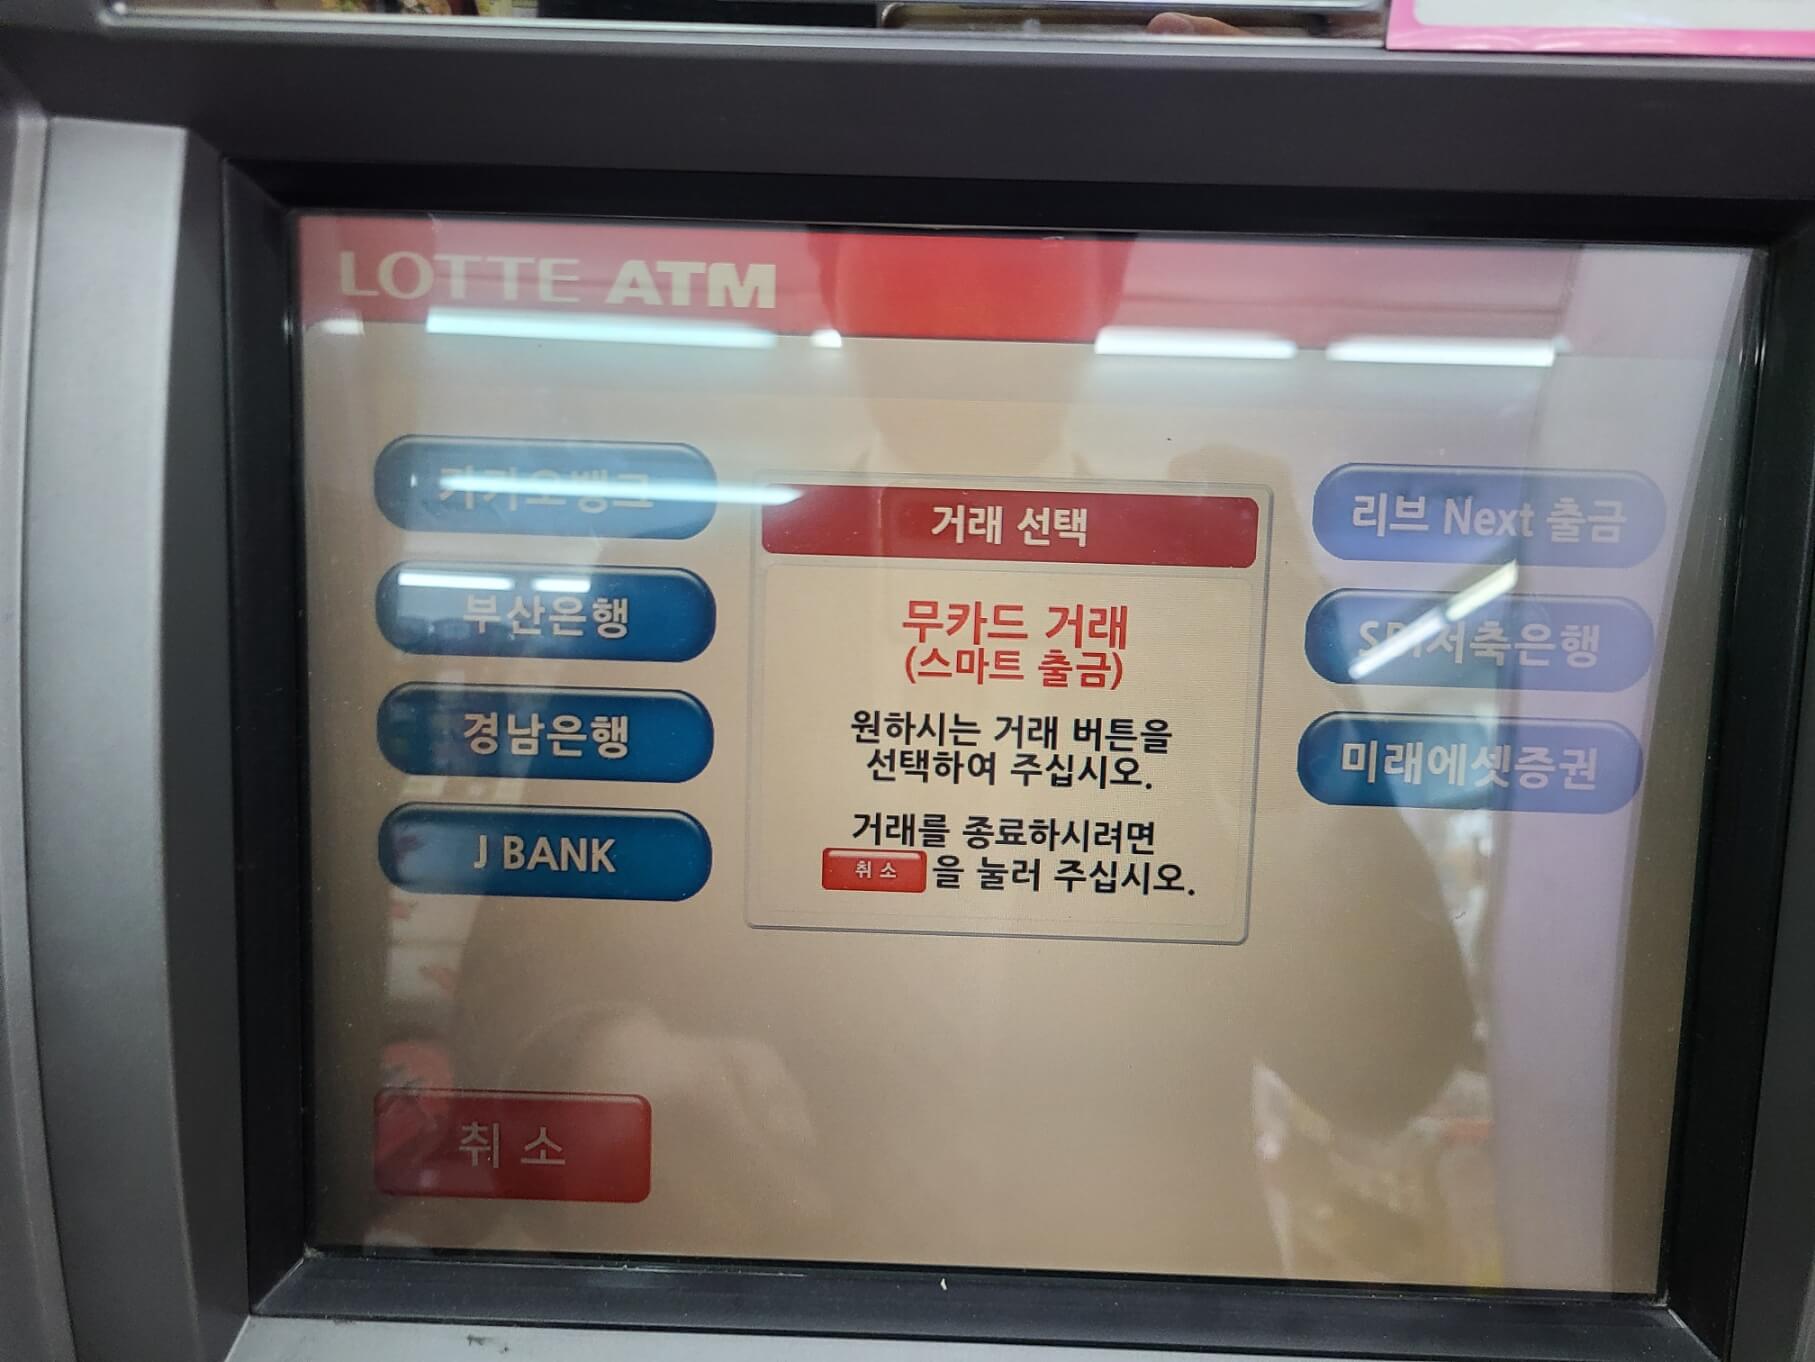 LOTTE ATM
카카오뱅크
부산은행
경남은행
J BANK
거래 선택
무카드 거래
(스마트 출금)
원하시는 거래 버튼을
선택하여 주십시오.
거래를 종료하시려면
취 소 을 눌러 주십시오.
리브 Next 출금
SBI저축은행
미래에셋증권
취 소